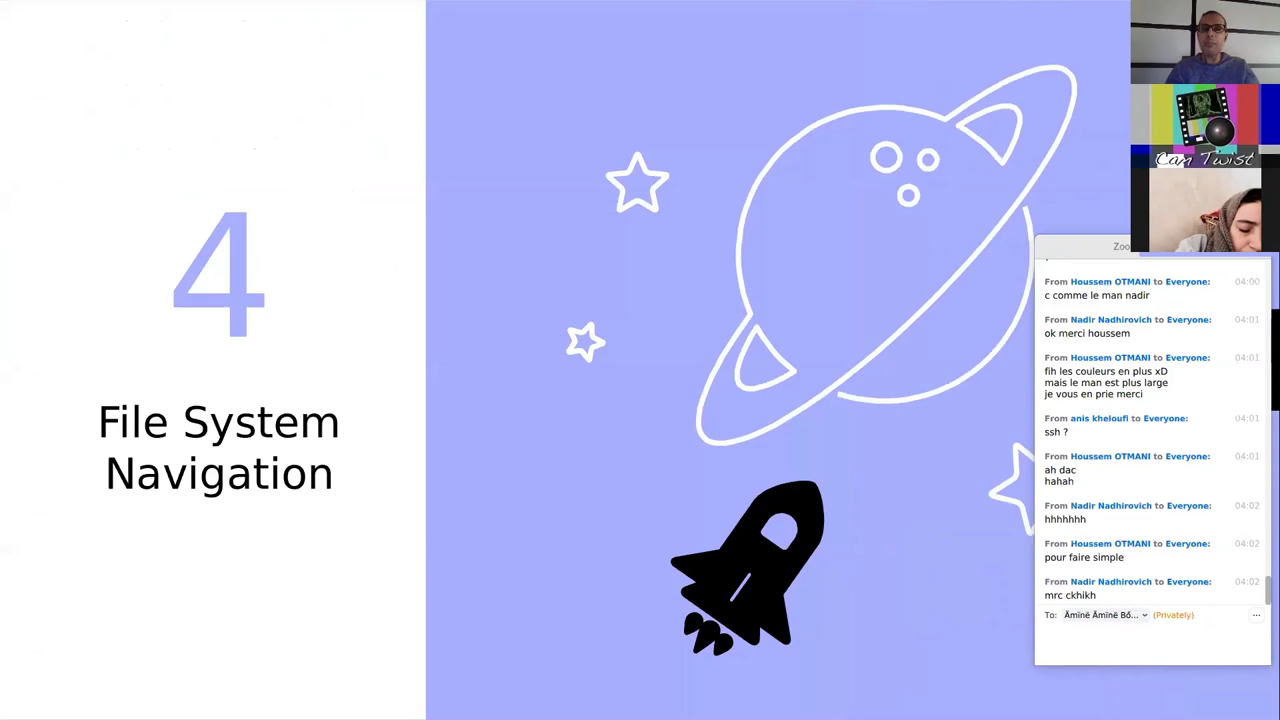 4
File System
Navigation
Cam Twist
Zoo
From Houssem OTMANI to Everyone: 04:00
c comme le man nadir
From Nadir Nadhirovich to Everyone: 04:01
ok merci houssem
From Houssem OTMANI to Everyone: 04:01
fih les couleurs en plus xD
mais le man est plus large
je vous en prie merci
From anis kheloufi to Everyone: 04:01
ssh ?
From Houssem OTMANI to Everyone: 04:01
ah dac
hahah
From Nadir Nadhirovich to Everyone: 04:02
hhhhhhh
From Houssem OTMANI to Everyone: 04:02
pour faire simple
From Nadir Nadhirovich to Everyone: 04:02
mrc ckhikh
To: Ãminë Ãminë Bő... (Privately) ...